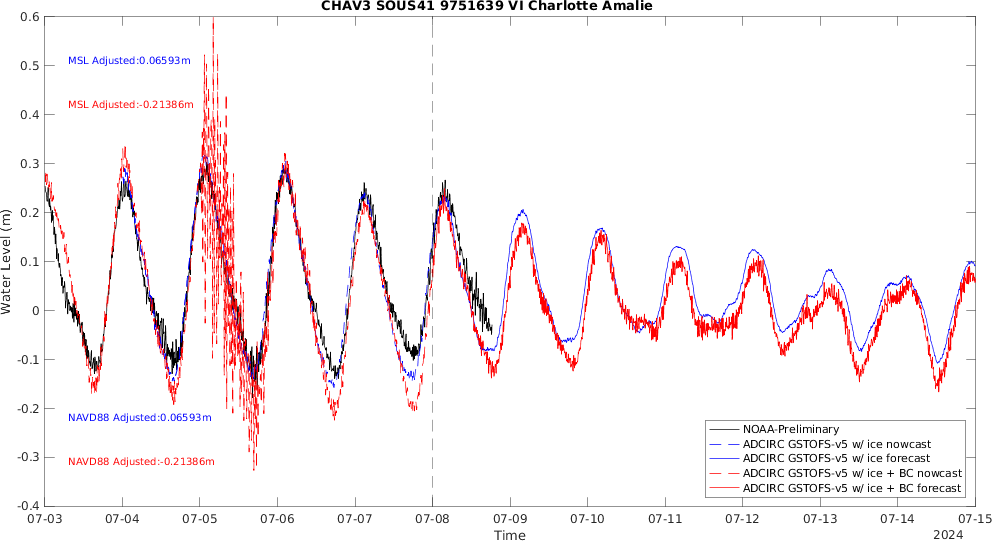 CHAV3 SOUS41 9751639 VI Charlotte Amalie
0.6
0.5
0.4
0.3
0.2
0.1
0
-0.1
-0.2
-0.3
-0.4
Water Level (m)
MSL Adjusted:0.06593m
MSL Adjusted:-0.21386m
NAVD88 Adjusted:0.06593m
NAVD88 Adjusted:-0.21386m
NOAA-Preliminary
ADCIRC GSTOFS-v5 w/ ice nowcast
ADCIRC GSTOFS-v5 w/ ice forecast
ADCIRC GSTOFS-v5 w/ ice + BC nowcast
ADCIRC GSTOFS-v5 w/ ice + BC forecast
07-03 07-04 07-05 07-06 07-07 07-08 07-09 07-10 07-11 07-12 07-13 07-14 07-15
Time
2024